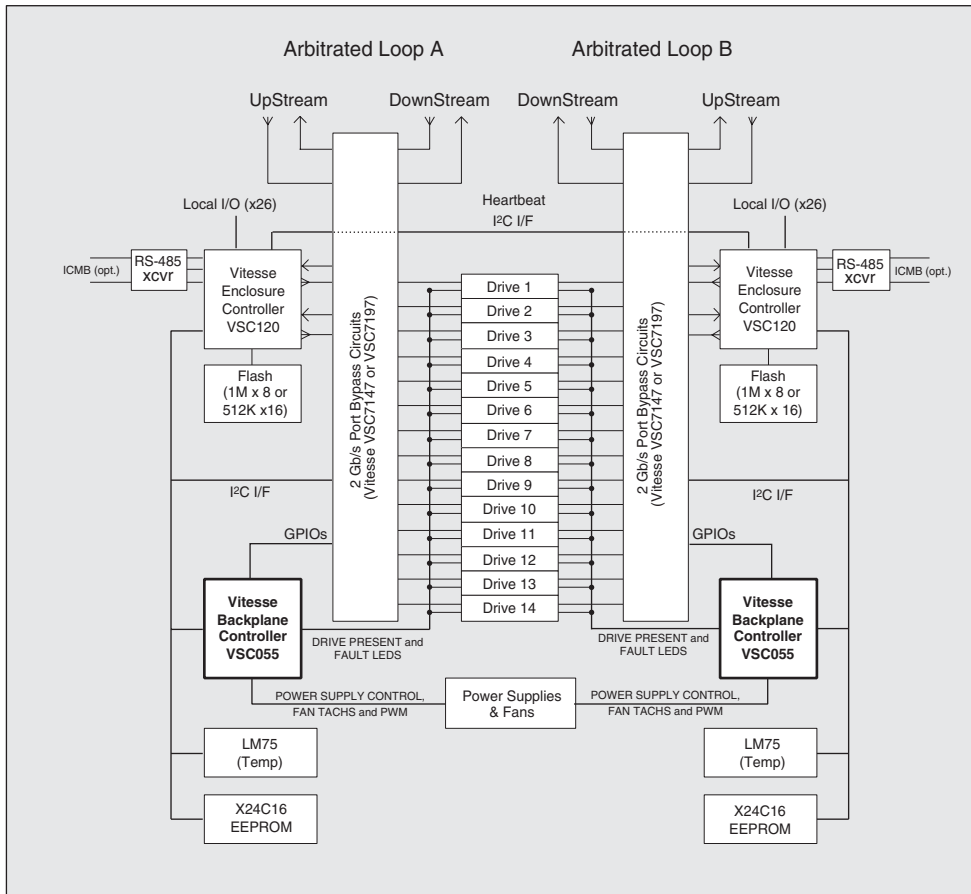 Arbitrated Loop A
Arbitrated Loop B
UpStream
DownStream
DownStream
UpStream
Local I/O (x26)
Heartbeat
I²C I/F
Local I/O (x26)
ICMB (opt.)
RS-485
xcvr
Vitesse
Enclosure
Controller
VSC120
Flash
(1M x 8 or
512K x16)
2 Gb/s Port Bypass Circuits
(Vitesse VSC7147 or VSC7197)
Drive 1
Drive 2
Drive 3
Drive 4
Drive 5
Drive 6
Drive 7
Drive 8
Drive 9
Drive 10
Drive 11
Drive 12
Drive 13
Drive 14
2 Gb/s Port Bypass Circuits
(Vitesse VSC7147 or VSC7197)
Vitesse
Enclosure
Controller
VSC120
RS-485
xcvr
ICMB (opt.)
Flash
(1M x 8 or
512K x16)
I²C I/F
I²C I/F
GPIOs
GPIOs
Vitesse
Backplane
Controller
VSC055
DRIVE PRESENT and
FAULT LEDS
DRIVE PRESENT and
FAULT LEDS
Vitesse
Backplane
Controller
VSC055
POWER SUPPLY CONTROL,
FAN TACHS and PWM
Power Supplies
& Fans
POWER SUPPLY CONTROL,
FAN TACHS and PWM
LM75
(Temp)
LM75
(Temp)
X24C16
EEPROM
X24C16
EEPROM